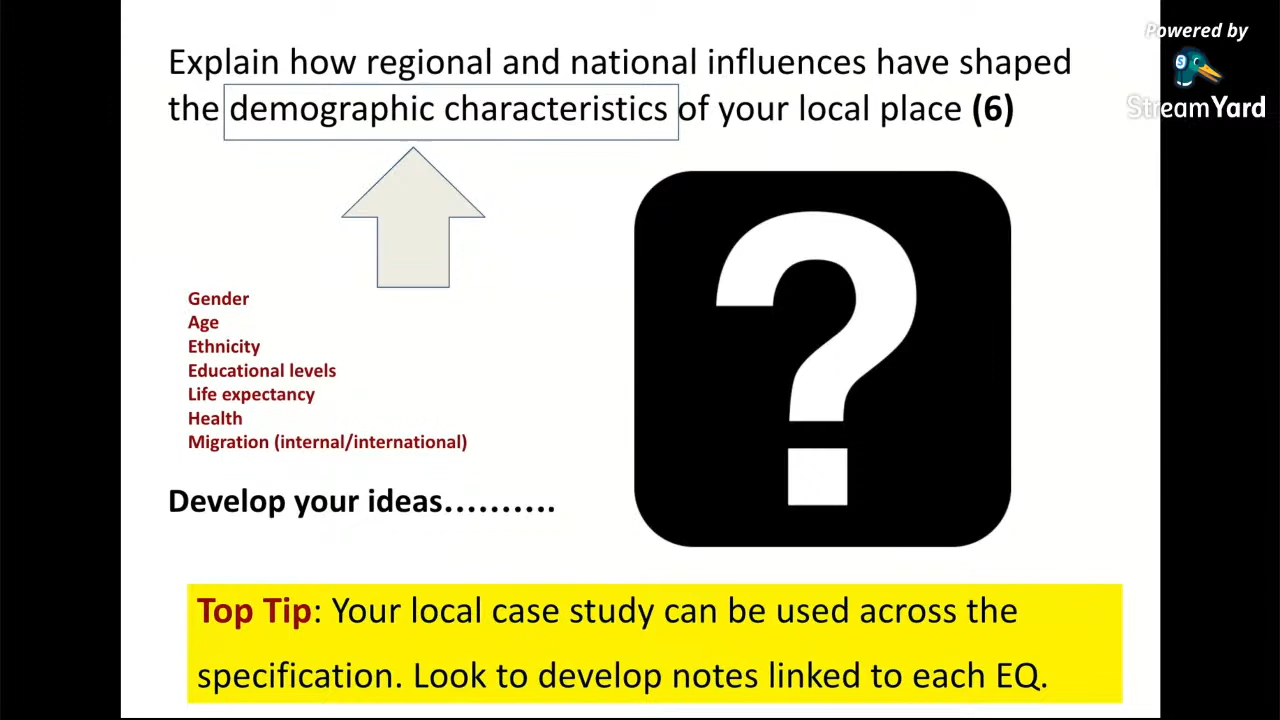 Explain how regional and national influences have shaped
the demographic characteristics of your local place (6)
Powered by
StreamYard
Gender
Age
Ethnicity
Educational levels
Life expectancy
Health
Migration (internal/international)
Develop your ideas……….
?
Top Tip: Your local case study can be used across the
specification. Look to develop notes linked to each EQ.